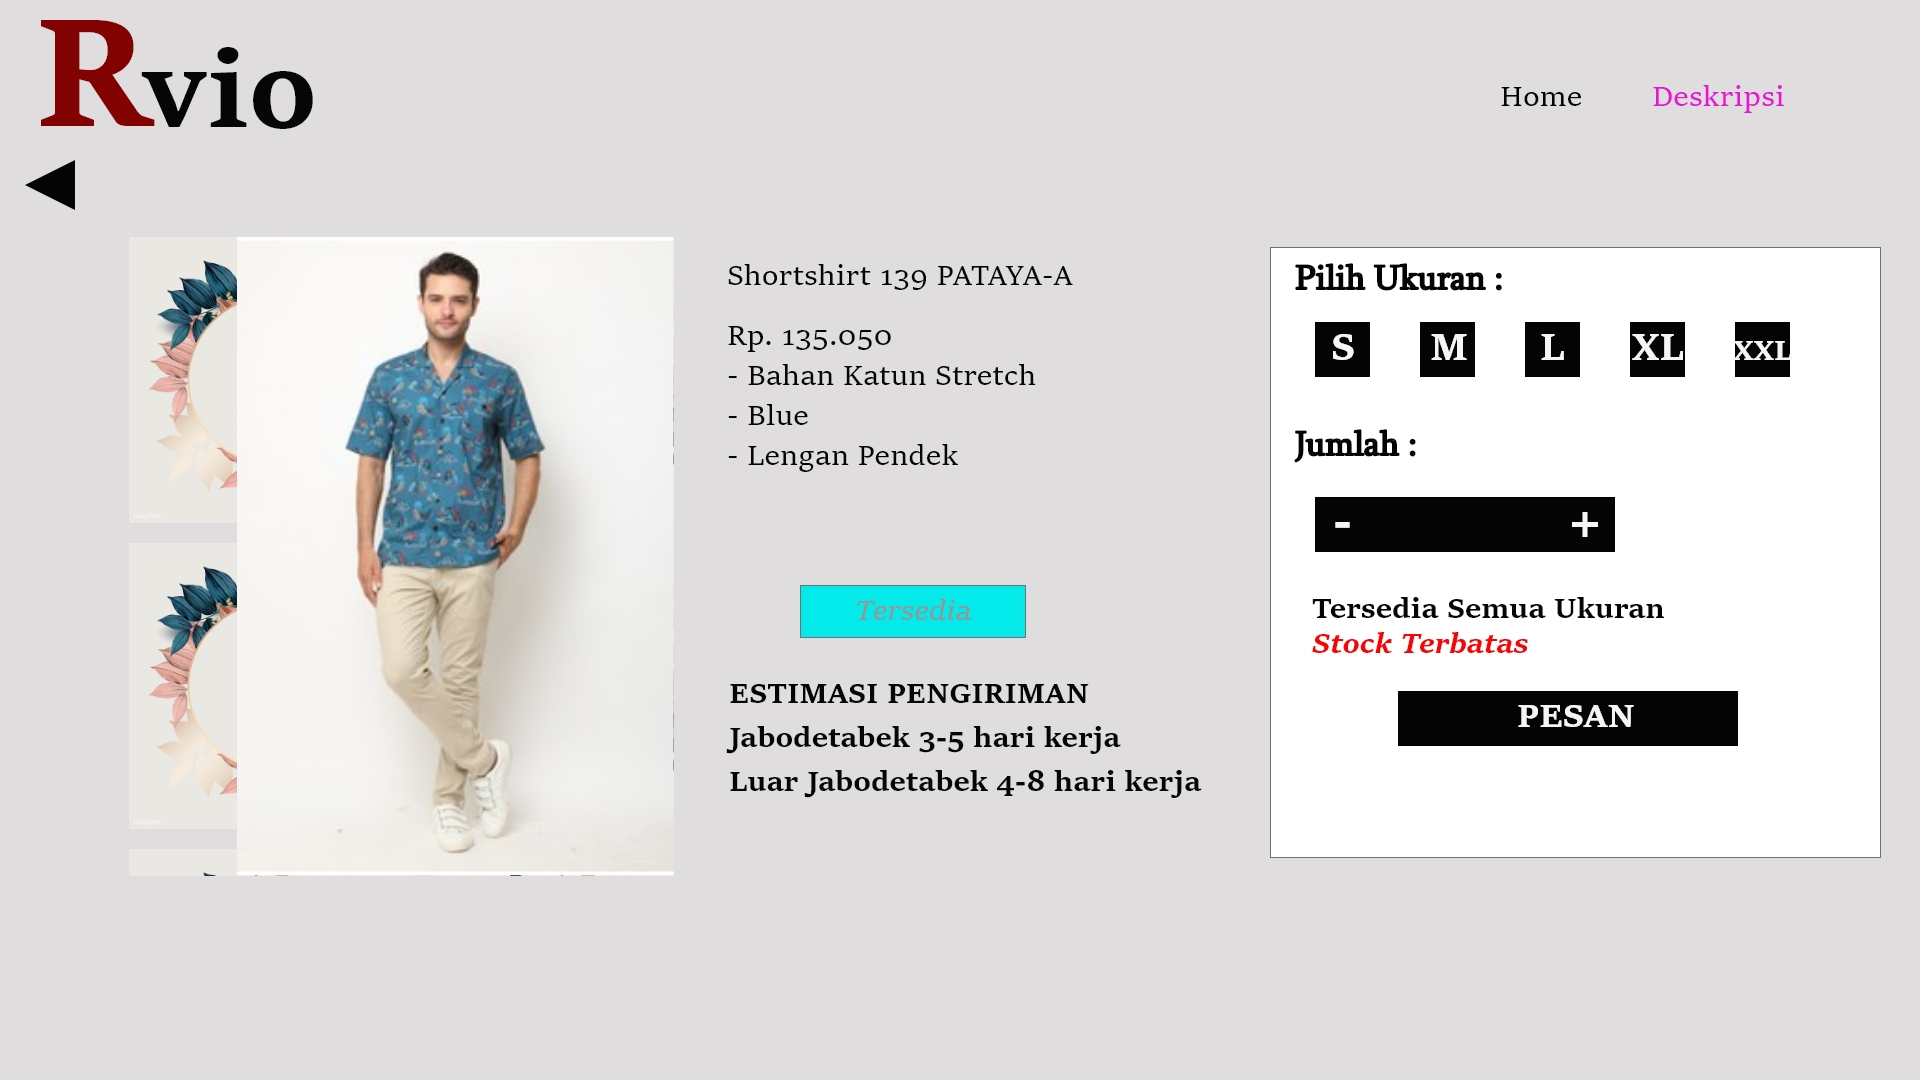 Rvio
Home
Deskripsi
Shortshirt 139 PATAYA-A
Rp. 135.050
- Bahan Katun Stretch
- Blue
- Lengan Pendek
Tersedia
ESTIMASI PENGIRIMAN
Jabodetabek 3-5 hari kerja
Luar Jabodetabek 4-8 hari kerja
Pilih Ukuran :
S M L XL XXL
Jumlah :
- +
Tersedia Semua Ukuran
Stock Terbatas
PESAN